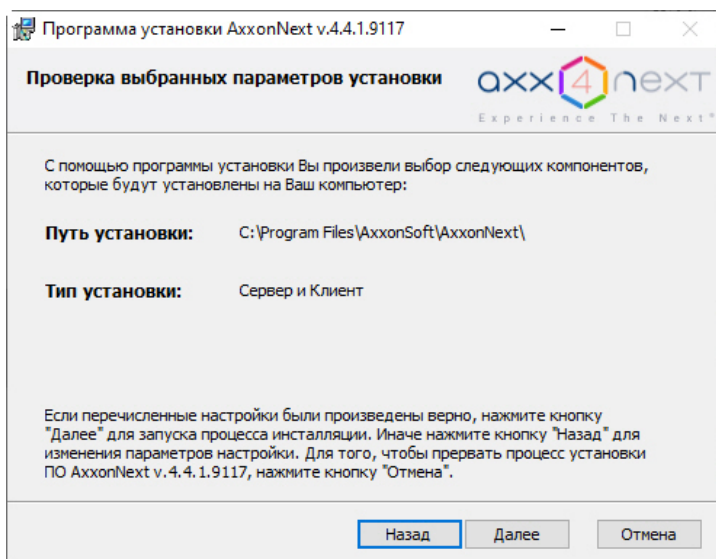 Программа установки AxxonNext v.4.4.1.9117
Проверка выбранных параметров установки
axx4next
Experience The Next®
С помощью программы установки Вы произвели выбор следующих компонентов,
которые будут установлены на Ваш компьютер:
Путь установки: C:\Program Files\AxxonSoft\AxxonNext\
Тип установки: Сервер и Клиент
Если перечисленные настройки были произведены верно, нажмите кнопку
"Далее" для запуска процесса инсталляции. Иначе нажмите кнопку "Назад" для
изменения параметров настройки. Для того, чтобы прервать процесс установки
ПО AxxonNext v.4.4.1.9117, нажмите кнопку "Отмена".
Назад Далее Отмена